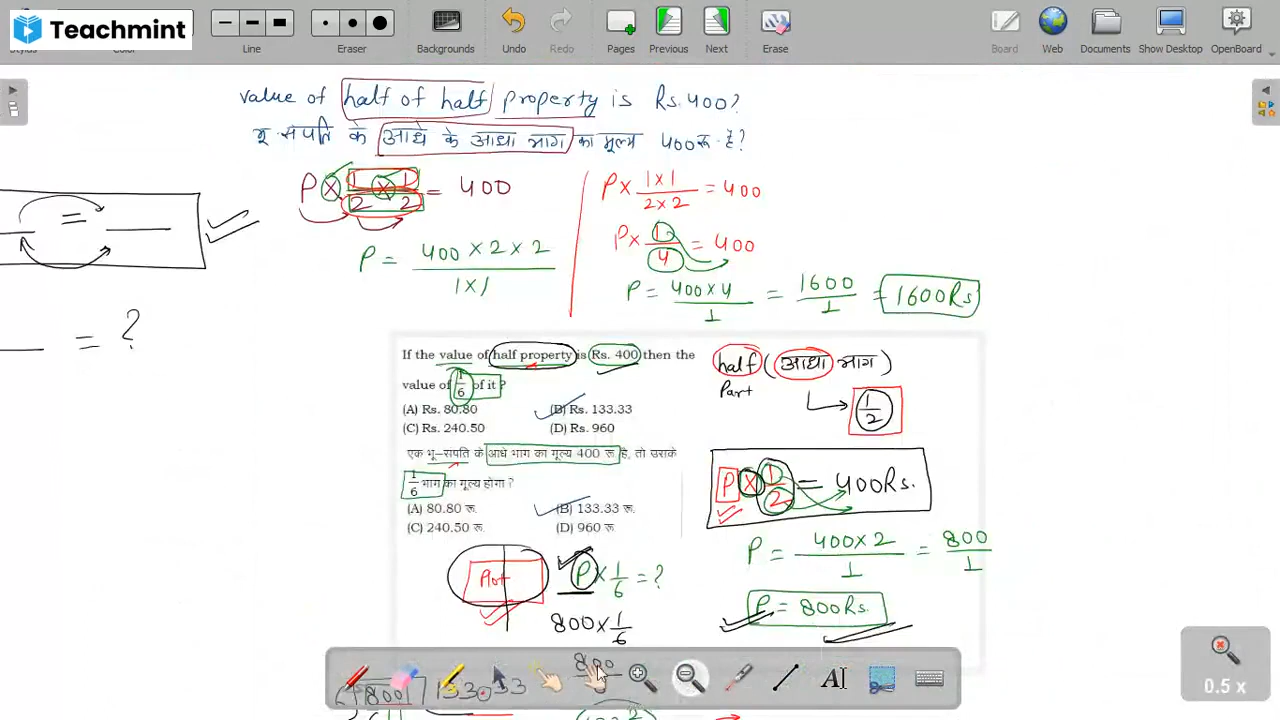 Teachmint
Line
Eraser
Backgrounds
Undo
Redo
Pages
Previous
Next
Erase
Board
Web
Documents
Show Desktop
OpenBoard
value of half of half property is Rs.400?
भू संपति के आधे के आधा भाग का मूल्य 400रू है?
P × 1/2 × 1/2 = 400
P = 400 × 2 × 2 / 1×1
P × 1×1 / 2×2 = 400
P × 1/4 = 400
P = 400×4 / 1 = 1600 / 1 = 1600Rs
=
= ?
If the value of half property is Rs. 400 then the
value of 1/6 of it ?
(A) Rs. 80.80 (B) Rs. 133.33
(C) Rs. 240.50 (D) Rs. 960
एक भू-संपति के आधे भाग का मूल्य 400 रू है, तो उसके
1/6 भाग का मूल्य होगा ?
(A) 80.80 रू. (B) 133.33 रू.
(C) 240.50 रू. (D) 960 रू.
half (आधा भाग)
Part
1/2
P × 1/2 = 400Rs.
P = 400×2 / 1 = 800 / 1
P = 800Rs.
Plot
P × 1/6 = ?
800 × 1/6
800
0.5 x